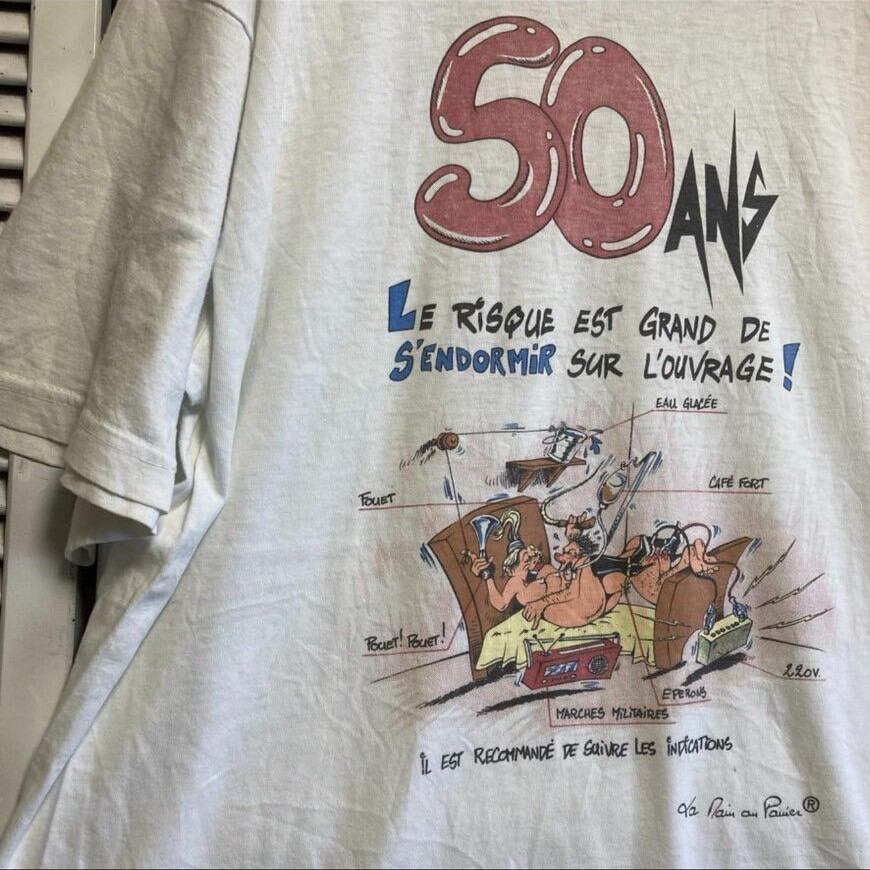 50 ANS
LE RISQUE EST GRAND DE
S'ENDORMIR SUR L'OUVRAGE !
EAU GLACÉE
FOUET
CAFÉ FORT
POUET! POUET!
220V.
EPERONS
MARCHES MILITAIRES
IL EST RECOMMANDÉ DE SUIVRE LES INDICATIONS
La Main au Panier ®